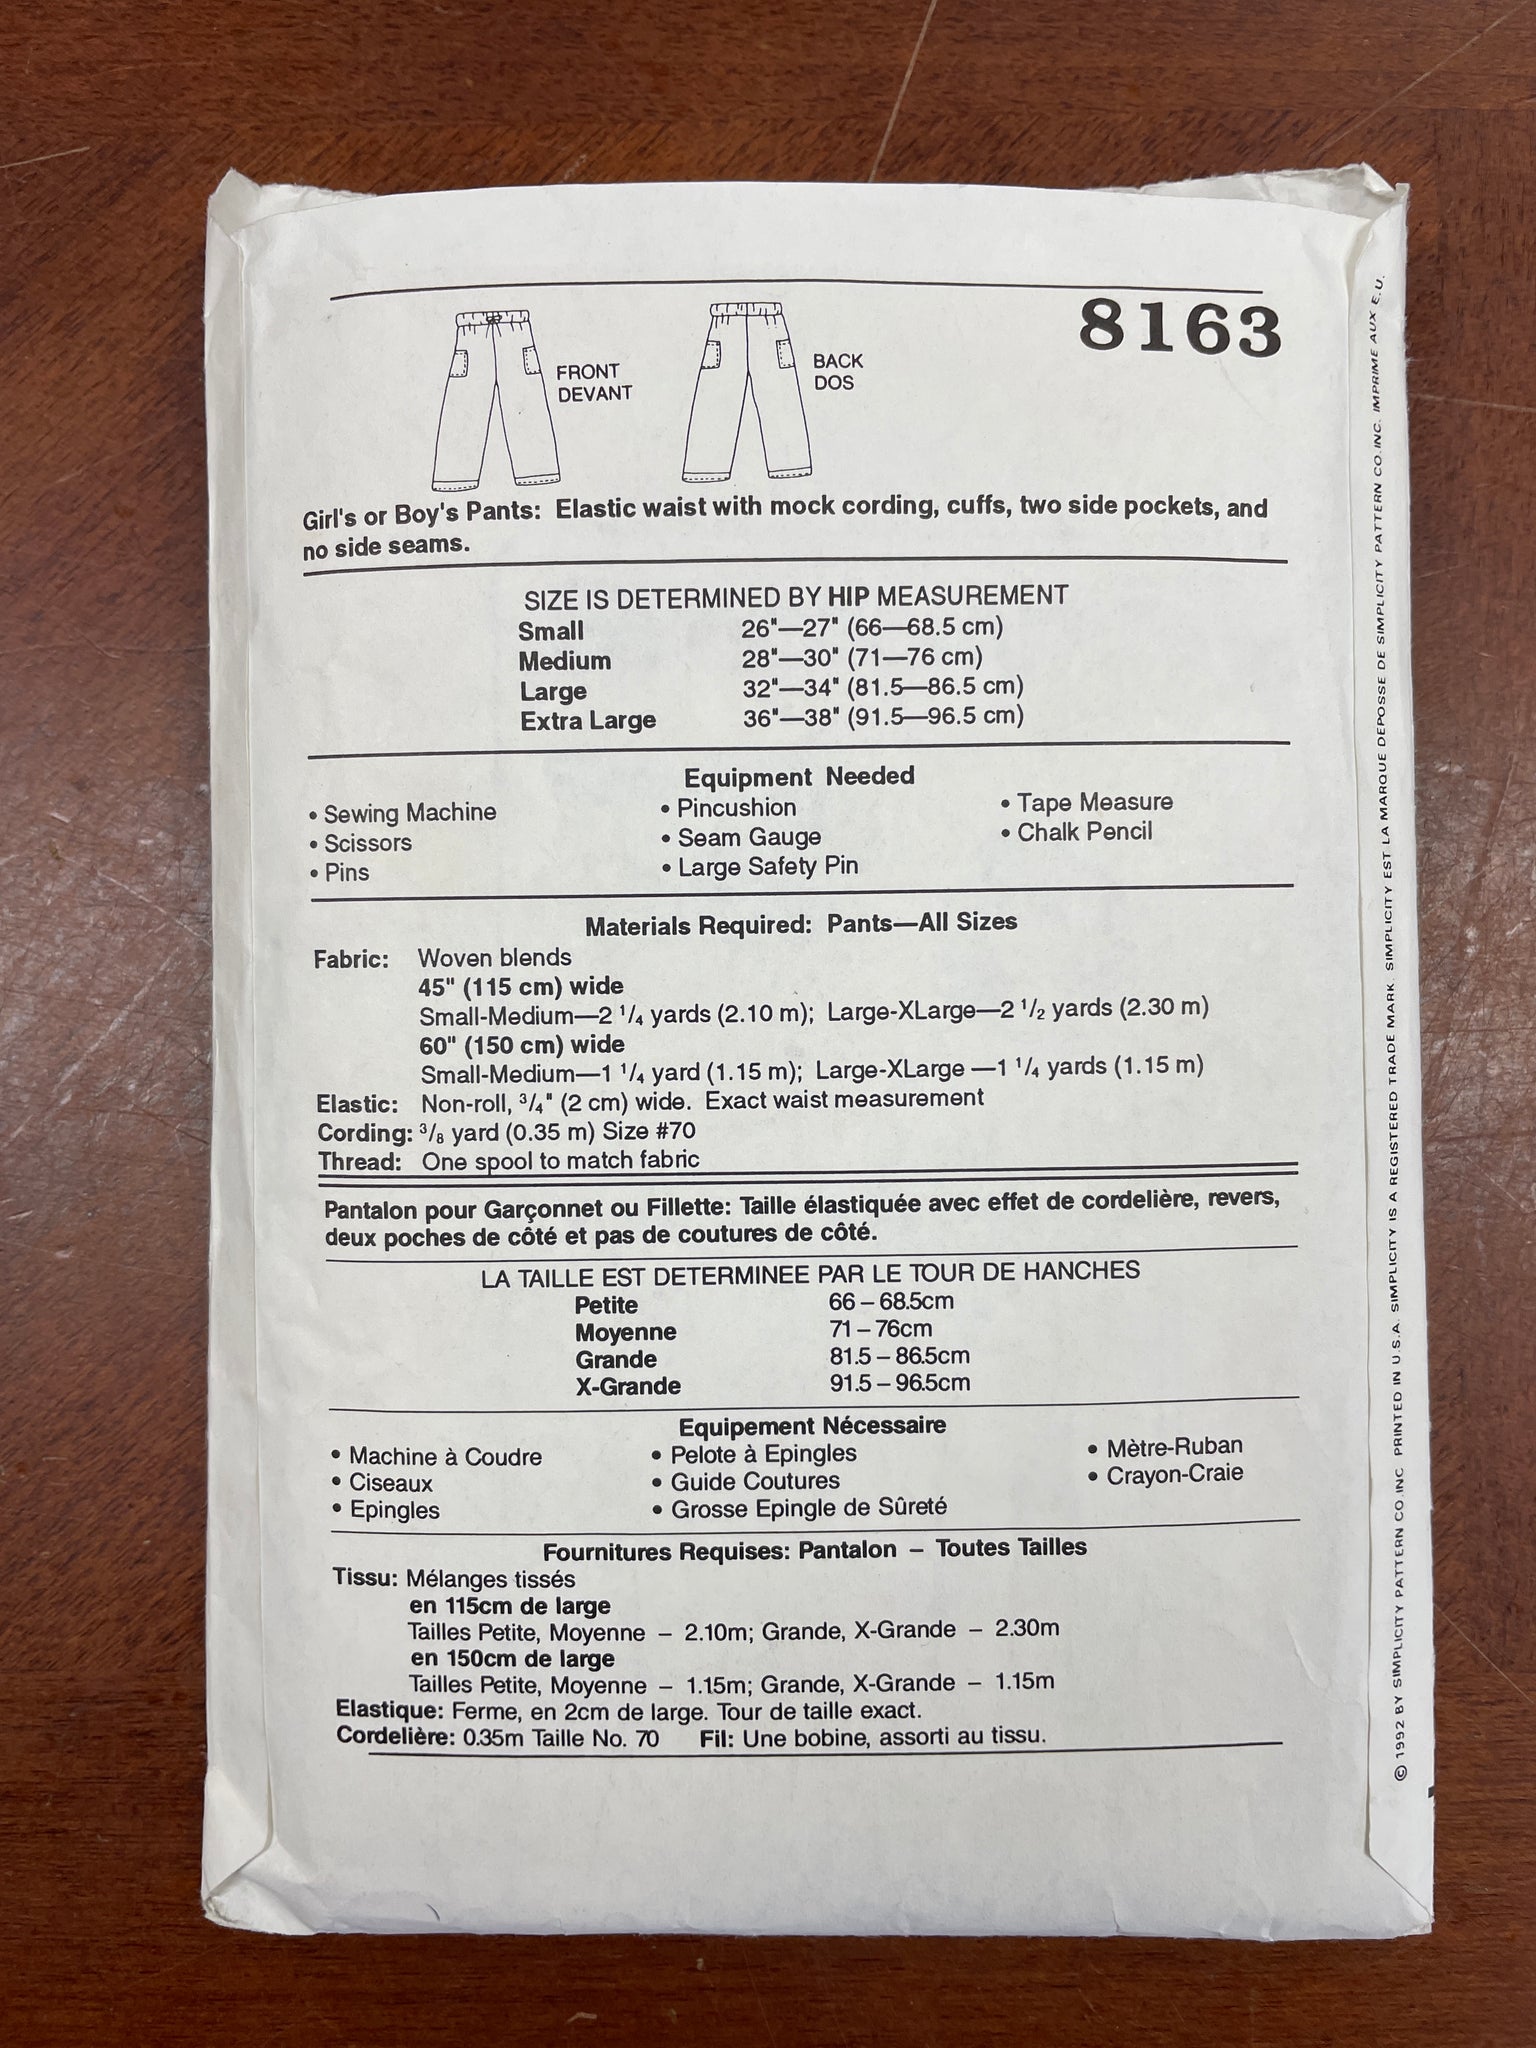 8163
FRONT
DEVANT
BACK
DOS
Girl's or Boy's Pants: Elastic waist with mock cording, cuffs, two side pockets, and
no side seams.
SIZE IS DETERMINED BY HIP MEASUREMENT
Small 26"—27" (66—68.5 cm)
Medium 28"—30" (71—76 cm)
Large 32"—34" (81.5—86.5 cm)
Extra Large 36"—38" (91.5—96.5 cm)
Equipment Needed
• Sewing Machine • Pincushion • Tape Measure
• Scissors • Seam Gauge • Chalk Pencil
• Pins • Large Safety Pin
Materials Required: Pants—All Sizes
Fabric: Woven blends
45" (115 cm) wide
Small-Medium—2 1/4 yards (2.10 m); Large-XLarge—2 1/2 yards (2.30 m)
60" (150 cm) wide
Small-Medium—1 1/4 yard (1.15 m); Large-XLarge —1 1/4 yards (1.15 m)
Elastic: Non-roll, 3/4" (2 cm) wide. Exact waist measurement
Cording: 3/8 yard (0.35 m) Size #70
Thread: One spool to match fabric
Pantalon pour Garçonnet ou Fillette: Taille élastiquée avec effet de cordelière, revers,
deux poches de côté et pas de coutures de côté.
LA TAILLE EST DETERMINEE PAR LE TOUR DE HANCHES
Petite 66 – 68.5cm
Moyenne 71 – 76cm
Grande 81.5 – 86.5cm
X-Grande 91.5 – 96.5cm
Equipement Nécessaire
• Machine à Coudre • Pelote à Epingles • Mètre-Ruban
• Ciseaux • Guide Coutures • Crayon-Craie
• Epingles • Grosse Epingle de Sûreté
Fournitures Requises: Pantalon – Toutes Tailles
Tissu: Mélanges tissés
en 115cm de large
Tailles Petite, Moyenne – 2.10m; Grande, X-Grande – 2.30m
en 150cm de large
Tailles Petite, Moyenne – 1.15m; Grande, X-Grande – 1.15m
Elastique: Ferme, en 2cm de large. Tour de taille exact.
Cordelière: 0.35m Taille No. 70 Fil: Une bobine, assorti au tissu.
© 1992 BY SIMPLICITY PATTERN CO. INC. PRINTED IN U.S.A. SIMPLICITY IS A REGISTERED TRADE MARK. SIMPLICITY EST LA MARQUE DEPOSSE DE SIMPLICITY PATTERN CO. INC. IMPRIME AUX E.U.